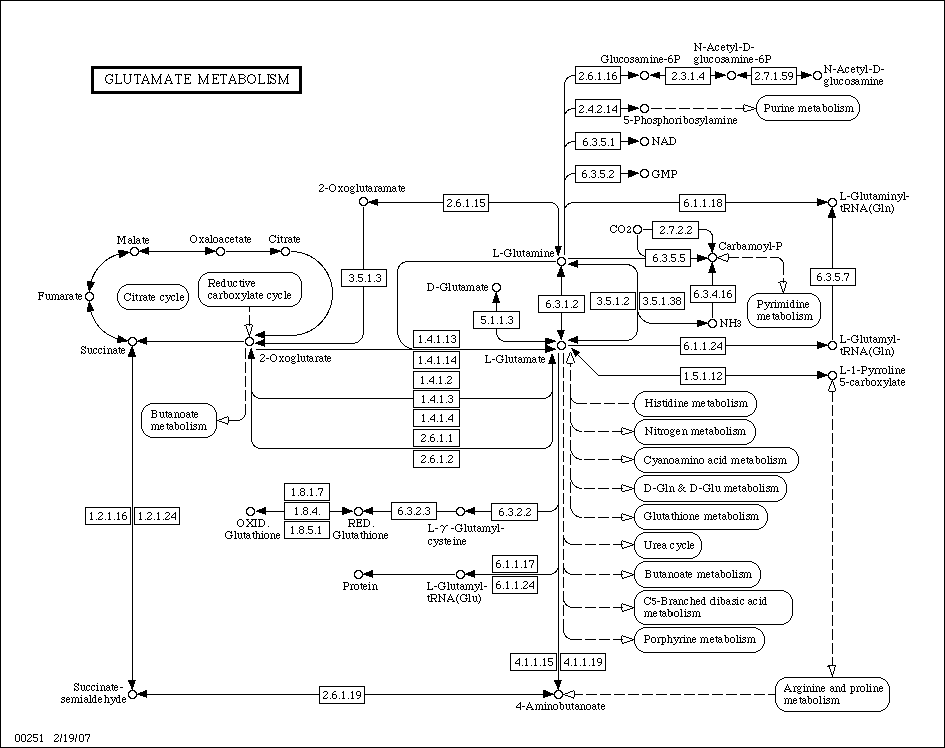 GLUTAMATE METABOLISM
Glucosamine-6P
N-Acetyl-D-
glucosamine-6P
2.6.1.16
2.3.1.4
2.7.1.59
N-Acetyl-D-
glucosamine
2.4.2.14
5-Phosphoribosylamine
Purine metabolism
6.3.5.1
NAD
6.3.5.2
GMP
2-Oxoglutaramate
2.6.1.15
6.1.1.18
L-Glutaminyl-
tRNA(Gln)
Malate
Oxaloacetate
Citrate
CO2
2.7.2.2
Carbamoyl-P
L-Glutamine
6.3.5.5
3.5.1.3
6.3.5.7
Fumarate
Citrate cycle
Reductive
carboxylate cycle
D-Glutamate
6.3.1.2
3.5.1.2
3.5.1.38
6.3.4.16
Pyrimidine
metabolism
5.1.1.3
NH3
Succinate
2-Oxoglutarate
1.4.1.13
1.4.1.14
1.4.1.2
1.4.1.3
1.4.1.4
2.6.1.1
2.6.1.2
L-Glutamate
6.1.1.24
L-Glutamyl-
tRNA(Gln)
1.5.1.12
L-1-Pyrroline
5-carboxylate
Butanoate
metabolism
Histidine metabolism
Nitrogen metabolism
Cyanoamino acid metabolism
D-Gln & D-Glu metabolism
Glutathione metabolism
Urea cycle
Butanoate metabolism
C5-Branched dibasic acid
metabolism
Porphyrine metabolism
1.2.1.16
1.2.1.24
OXID.
Glutathione
1.8.1.7
1.8.4.
1.8.5.1
RED.
Glutathione
6.3.2.3
L-γ-Glutamyl-
cysteine
6.3.2.2
Protein
L-Glutamyl-
tRNA(Glu)
6.1.1.17
6.1.1.24
4.1.1.15
4.1.1.19
Succinate-
semialdehyde
2.6.1.19
4-Aminobutanoate
Arginine and proline
metabolism
00251 2/19/07